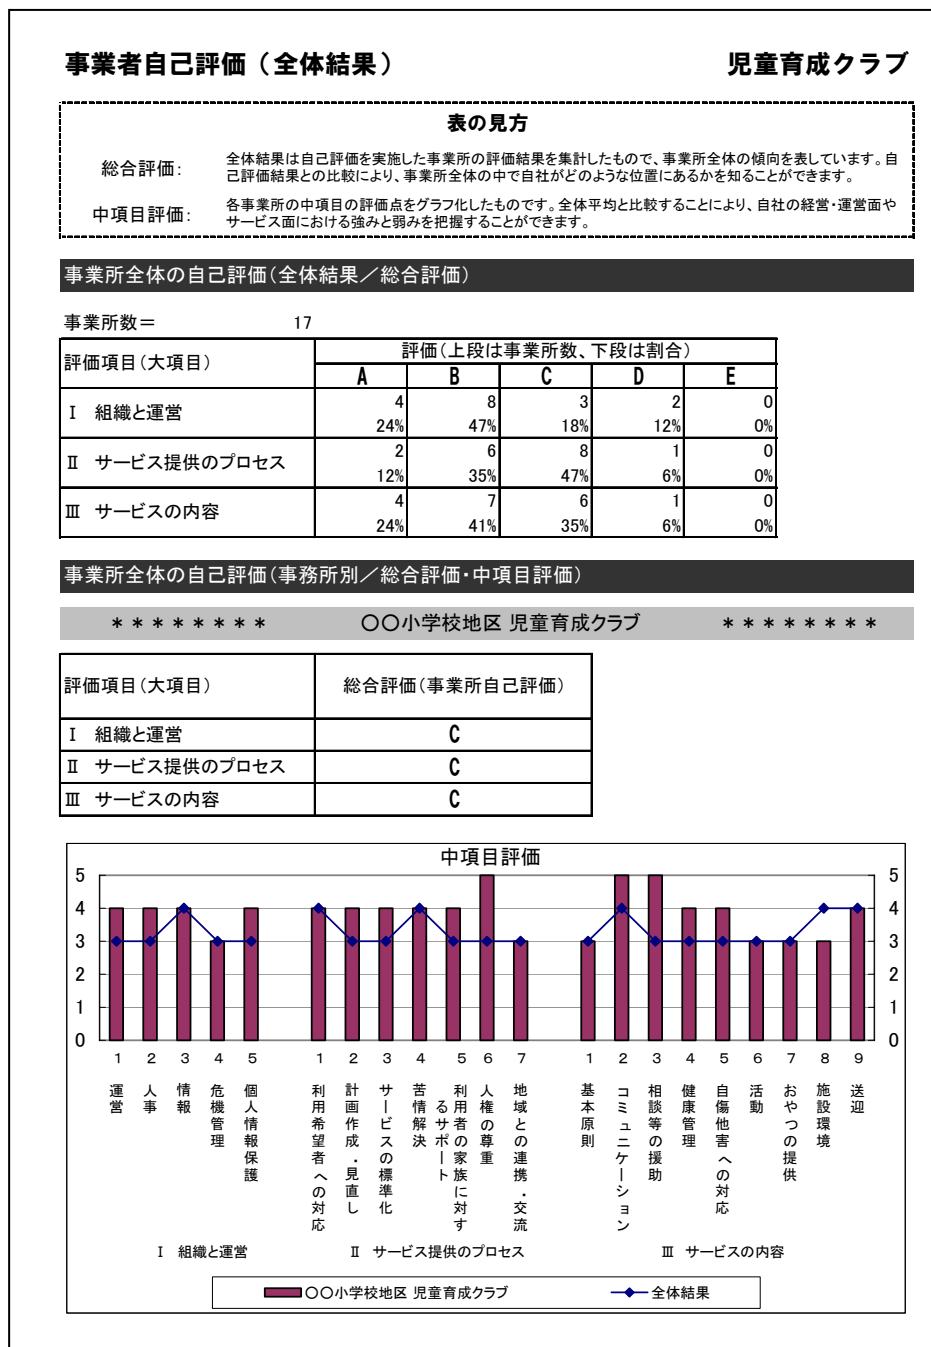 事業者自己評価（全体結果） 児童育成クラブ
表の見方
総合評価： 全体結果は自己評価を実施した事業所の評価結果を集計したもので、事業所全体の傾向を表しています。自
己評価結果との比較により、事業所全体の中で自社がどのような位置にあるかを知ることができます。
中項目評価： 各事業所の中項目の評価点をグラフ化したものです。全体平均と比較することにより、自社の経営・運営面や
サービス面における強みと弱みを把握することができます。
事業所全体の自己評価（全体結果／総合評価）
事業所数＝ 17
評価項目（大項目） 評価（上段は事業所数、下段は割合）
A B C D E
Ⅰ 組織と運営 4 8 3 2 0
24% 47% 18% 12% 0%
Ⅱ サービス提供のプロセス 2 6 8 1 0
12% 35% 47% 6% 0%
Ⅲ サービスの内容 4 7 6 1 0
24% 41% 35% 6% 0%
事業所全体の自己評価（事務所別／総合評価・中項目評価）
＊＊＊＊＊＊＊＊ 〇〇小学校地区 児童育成クラブ ＊＊＊＊＊＊＊＊
評価項目（大項目） 総合評価（事業所自己評価）
Ⅰ 組織と運営 C
Ⅱ サービス提供のプロセス C
Ⅲ サービスの内容 C
中項目評価
5 5
4 4
3 3
2 2
1 1
0 0
1 2 3 4 5 1 2 3 4 5 6 7 1 2 3 4 5 6 7 8 9
運営
人事
情報
危機管理
個人情報保護
利用希望者への対応
計画作成・見直し
サービスの標準化
苦情解決
利用者の家族に対す
るサポート
人権の尊重
地域との連携・交流
基本原則
コミュニケーション
相談等の援助
健康管理
自傷他害への対応
活動
おやつの提供
施設環境
送迎
Ⅰ 組織と運営 Ⅱ サービス提供のプロセス Ⅲ サービスの内容
〇〇小学校地区 児童育成クラブ 全体結果